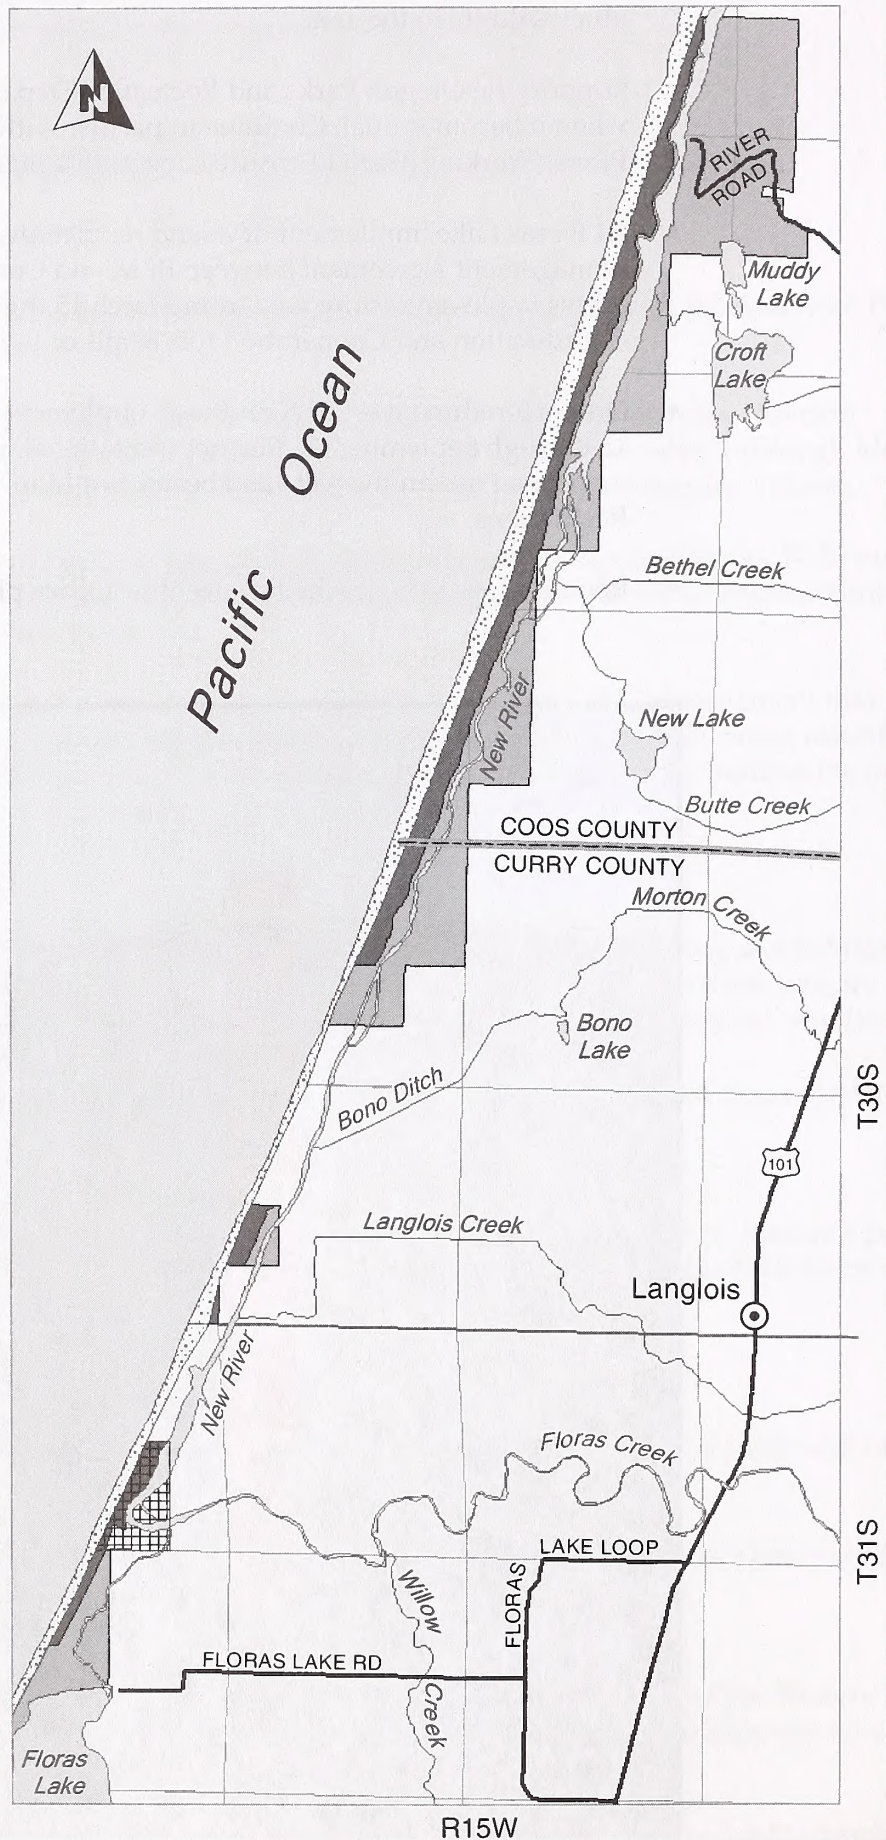 N
RIVER
ROAD
Muddy
Lake
Croft
Lake
Pacific Ocean
Bethel Creek
New River
New Lake
Butte Creek
COOS COUNTY
CURRY COUNTY
Morton Creek
Bono
Lake
Bono Ditch
T30S
101
Langlois Creek
Langlois
New River
Floras Creek
T31S
LAKE LOOP
FLORAS
Willow Creek
FLORAS LAKE RD
Floras
Lake
R15W